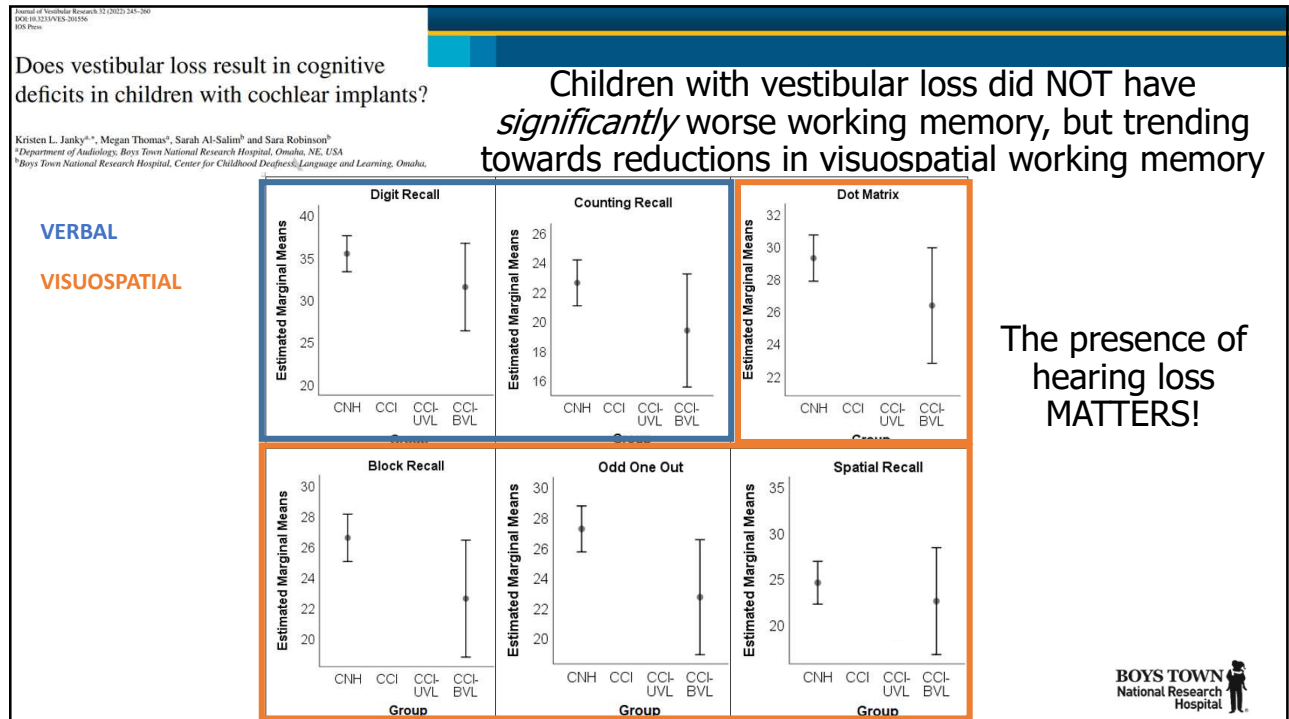 Journal of Vestibular Research 32 (2022) 245–260
DOI:10.3233/VES-201556
IOS Press
Does vestibular loss result in cognitive
deficits in children with cochlear implants?
Kristen L. Janky a,*, Megan Thomas a, Sarah Al-Salim b and Sara Robinson b
a Department of Audiology, Boys Town National Research Hospital, Omaha, NE, USA
b Boys Town National Research Hospital, Center for Childhood Deafness, Language and Learning, Omaha,
Children with vestibular loss did NOT have
significantly worse working memory, but trending
towards reductions in visuospatial working memory
VERBAL
VISUOSPATIAL
Digit Recall
Estimated Marginal Means
40
35
30
25
20
CNH CCI CCI-UVL CCI-BVL
Group
Counting Recall
Estimated Marginal Means
26
24
22
20
18
16
CNH CCI CCI-UVL CCI-BVL
Group
Dot Matrix
Estimated Marginal Means
32
30
28
26
24
22
CNH CCI CCI-UVL CCI-BVL
Group
The presence of
hearing loss
MATTERS!
Block Recall
Estimated Marginal Means
30
28
26
24
22
20
CNH CCI CCI-UVL CCI-BVL
Group
Odd One Out
Estimated Marginal Means
30
28
26
24
22
20
CNH CCI CCI-UVL CCI-BVL
Group
Spatial Recall
Estimated Marginal Means
35
30
25
20
CNH CCI CCI-UVL CCI-BVL
Group
BOYS TOWN
National Research
Hospital